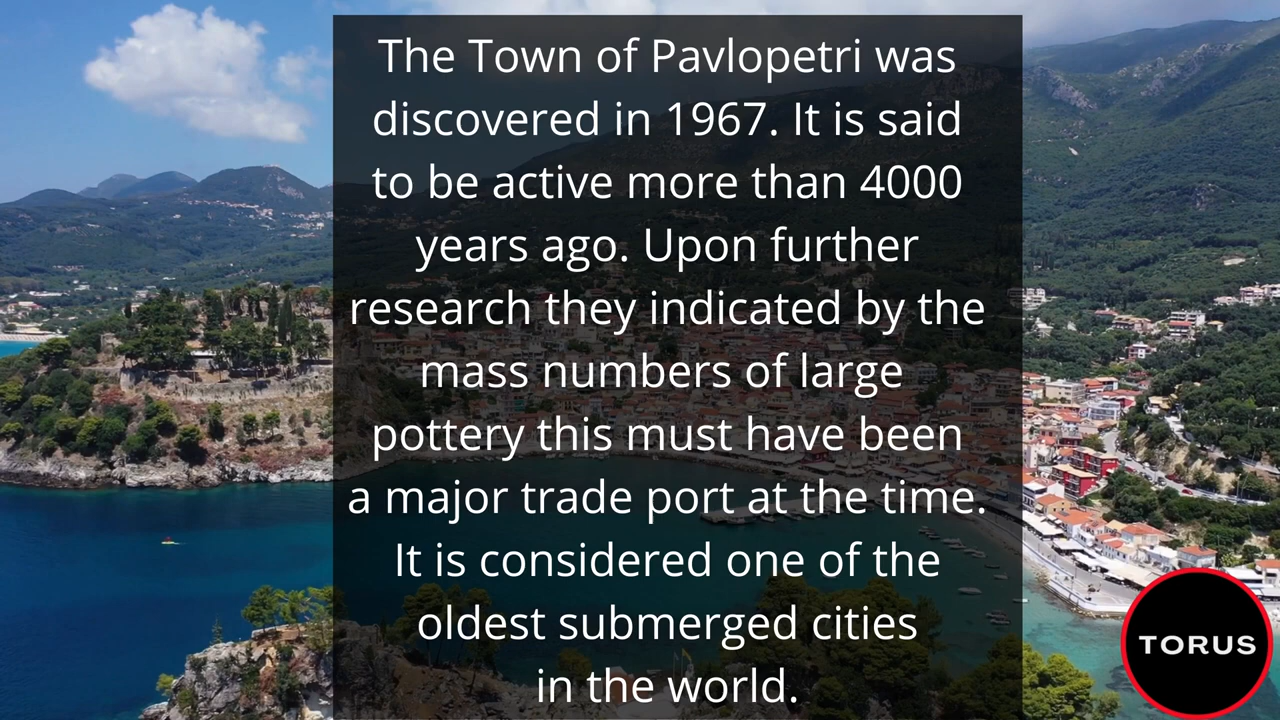 The Town of Pavlopetri was
discovered in 1967. It is said
to be active more than 4000
years ago. Upon further
research they indicated by the
mass numbers of large
pottery this must have been
a major trade port at the time.
It is considered one of the
oldest submerged cities
in the world.
TORUS